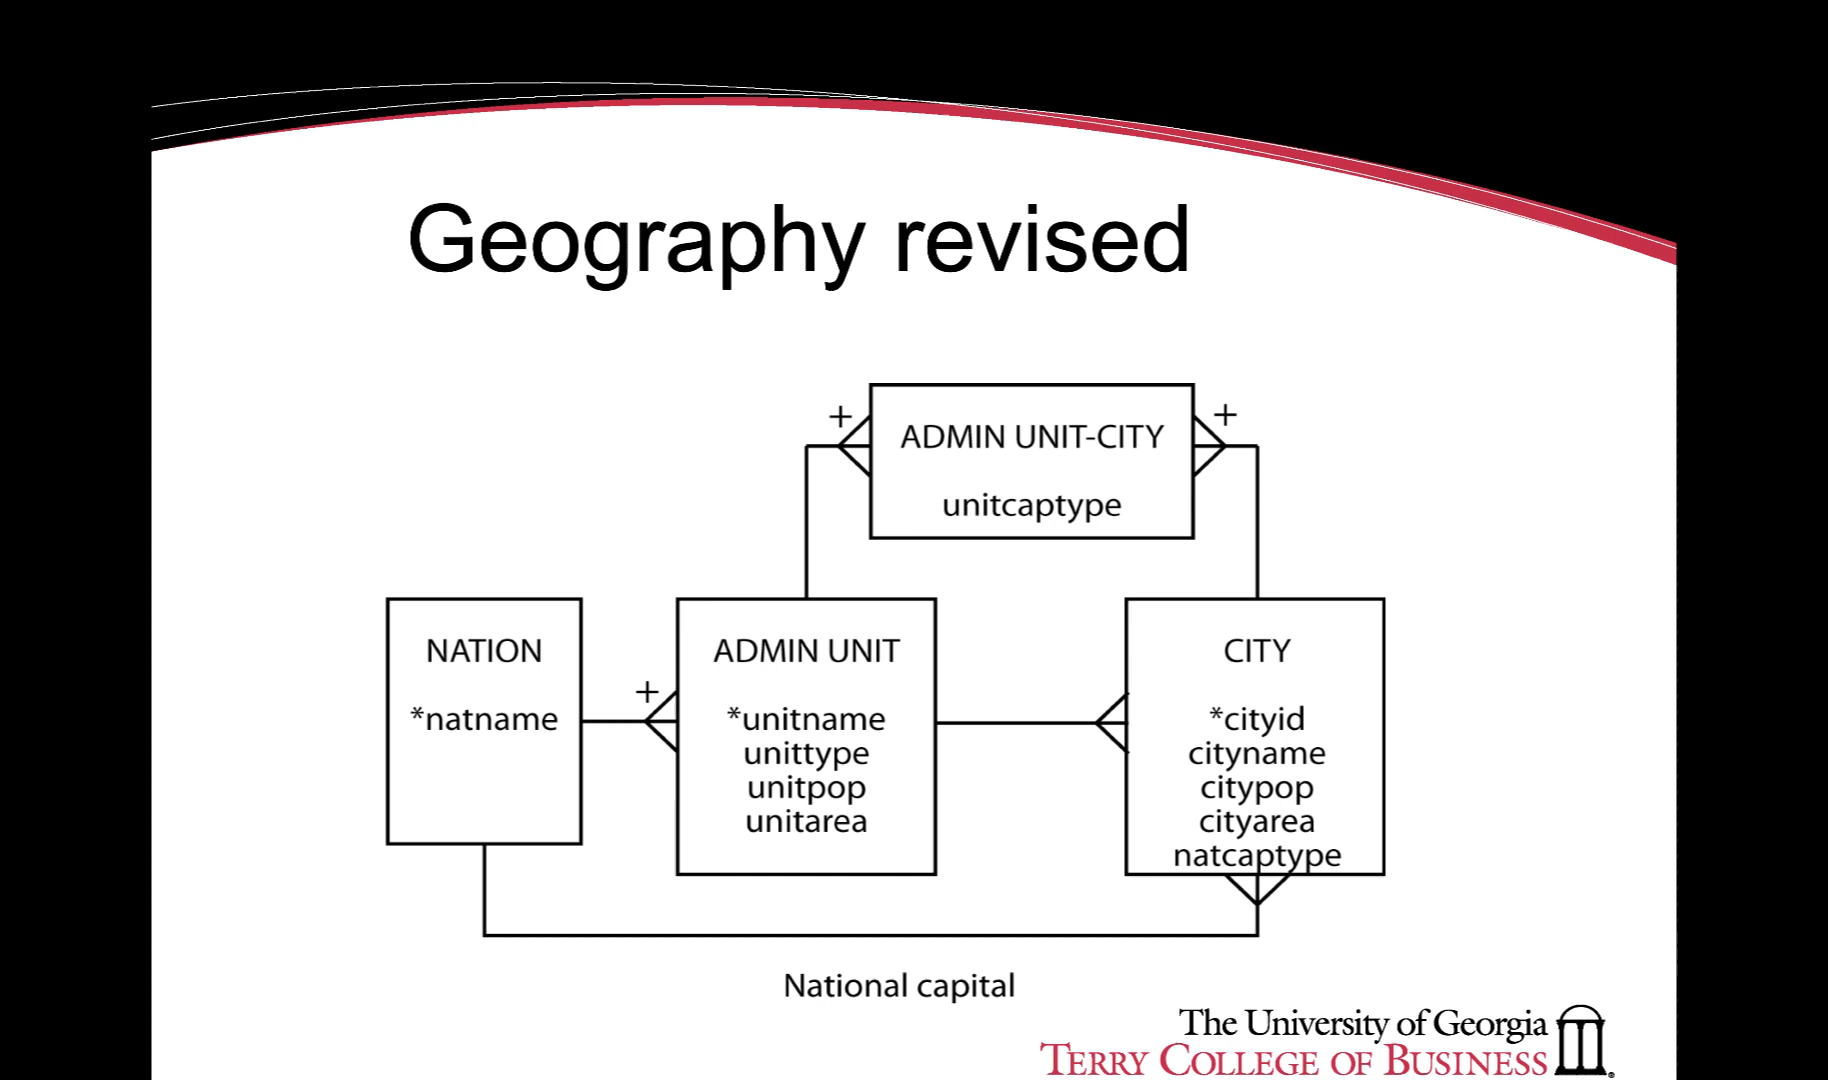 Geography revised
+
+
ADMIN UNIT-CITY
unitcaptype
NATION
*natname
+
ADMIN UNIT
*unitname
unittype
unitpop
unitarea
CITY
*cityid
cityname
citypop
cityarea
natcaptype
National capital
The University of Georgia
TERRY COLLEGE OF BUSINESS